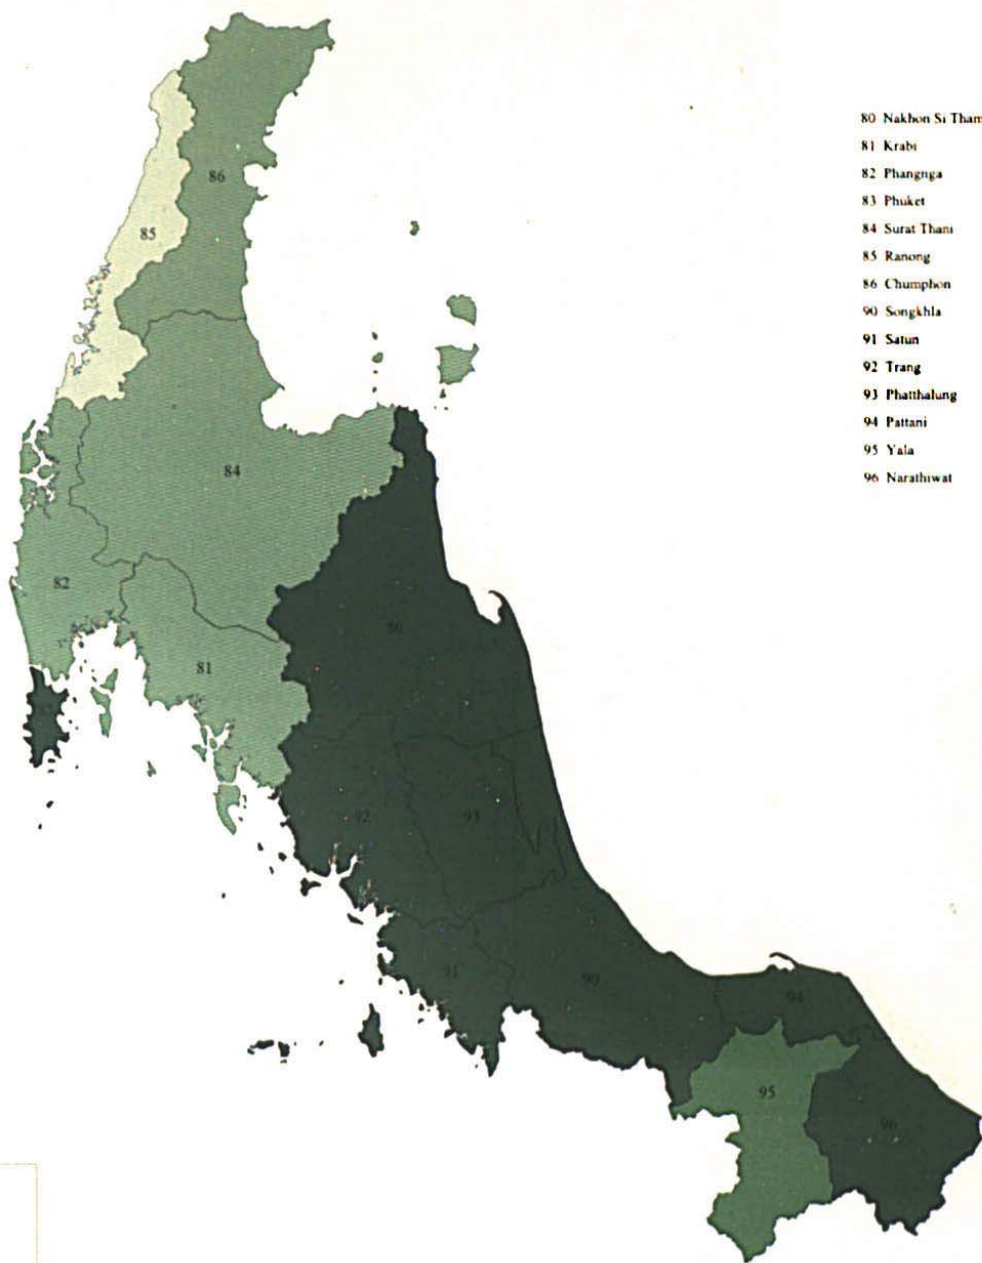 80 Nakhon Si Tham
81 Krabi
82 Phangnga
83 Phuket
84 Surat Thani
85 Ranong
86 Chumphon
90 Songkhla
91 Satun
92 Trang
93 Phatthalung
94 Pattani
95 Yala
96 Narathiwat
86
85
84
82
80
81
92
93
91
90
94
95
96